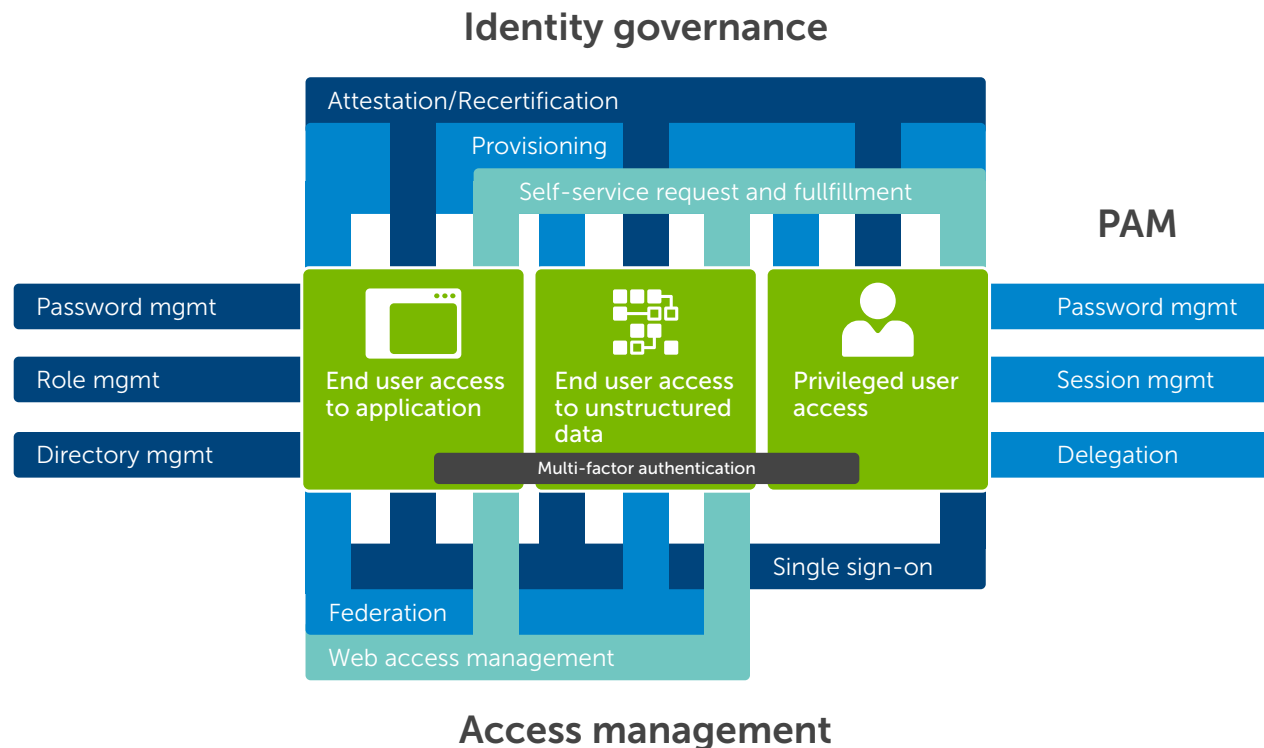 Identity governance
Attestation/Recertification
Provisioning
Self-service request and fullfillment
PAM
Password mgmt
Role mgmt
Directory mgmt
End user access
to application
End user access
to unstructured
data
Privileged user
access
Multi-factor authentication
Password mgmt
Session mgmt
Delegation
Single sign-on
Federation
Web access management
Access management